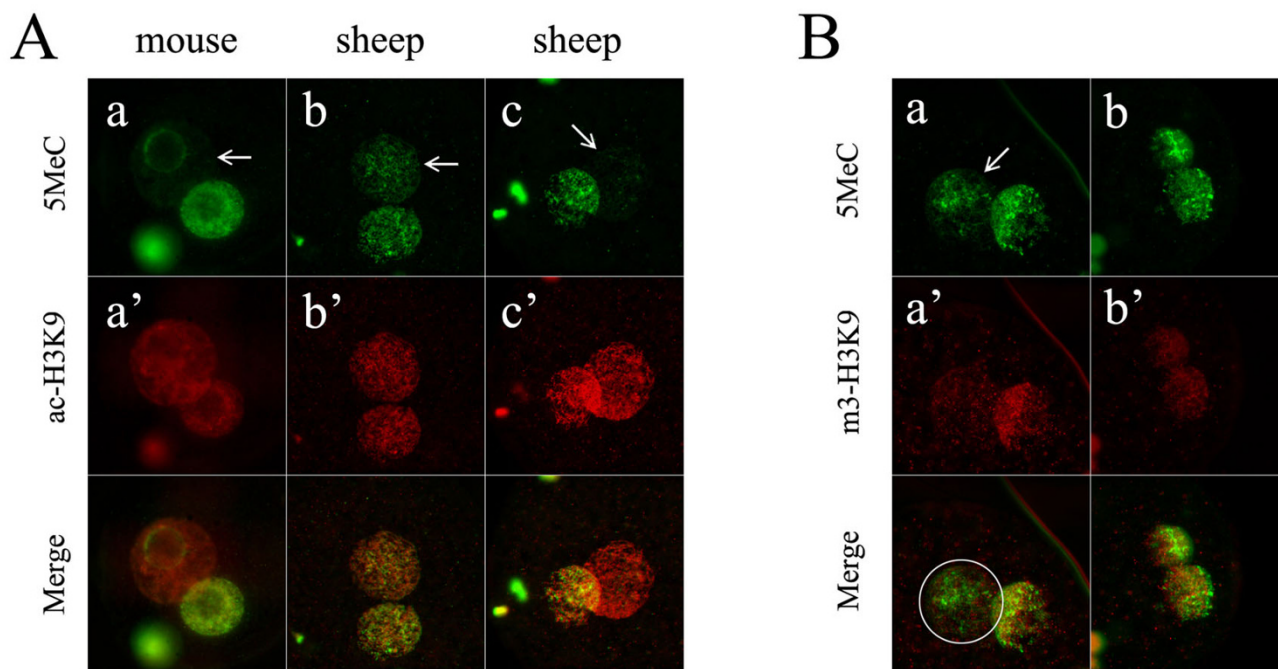 A
mouse sheep sheep
B
5MeC
a b c
5MeC
a b
ac-H3K9
a’ b’ c’
m3-H3K9
a’ b’
Merge
Merge